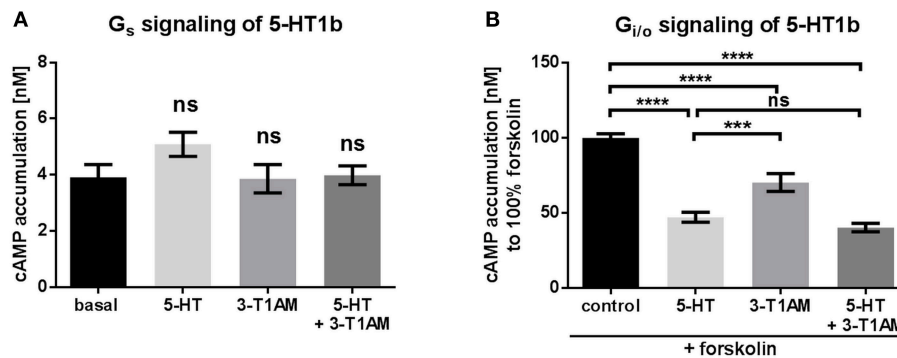 A
Gs signaling of 5-HT1b
cAMP accumulation [nM]
8
6
4
2
0
ns
ns
ns
basal
5-HT
3-T1AM
5-HT
+ 3-T1AM
B
Gi/o signaling of 5-HT1b
cAMP accumulation [nM]
to 100% forskolin
150
100
50
0
****
****
****
ns
***
control
5-HT
3-T1AM
5-HT
+ 3-T1AM
+ forskolin